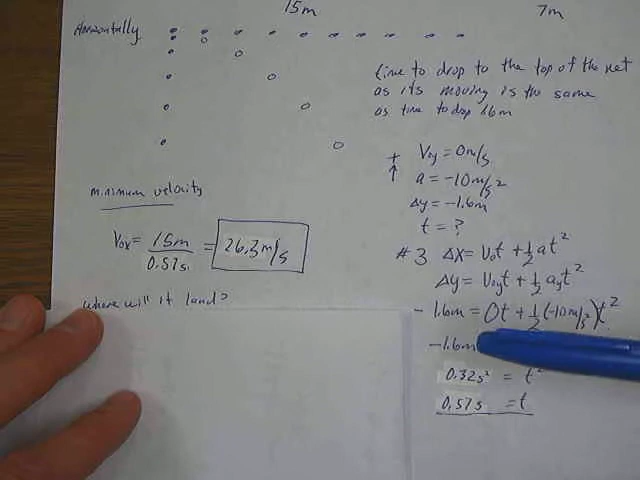 15m 7m
Horizontally
time to drop to the top of the net
as its moving is the same
as time to drop 1.6m
+ Voy = 0m/s
↑ a = -10m/s²
Δy = -1.6m
t = ?
minimum velocity
Vox = 15m/0.57s = 26.3m/s
#3 Δx = V₀t + ½at²
Δy = Voyt + ½ayt²
-1.6m = 0t + ½(-10m/s²)t²
-1.6m
0.32s² = t²
0.57s = t
where will it land?